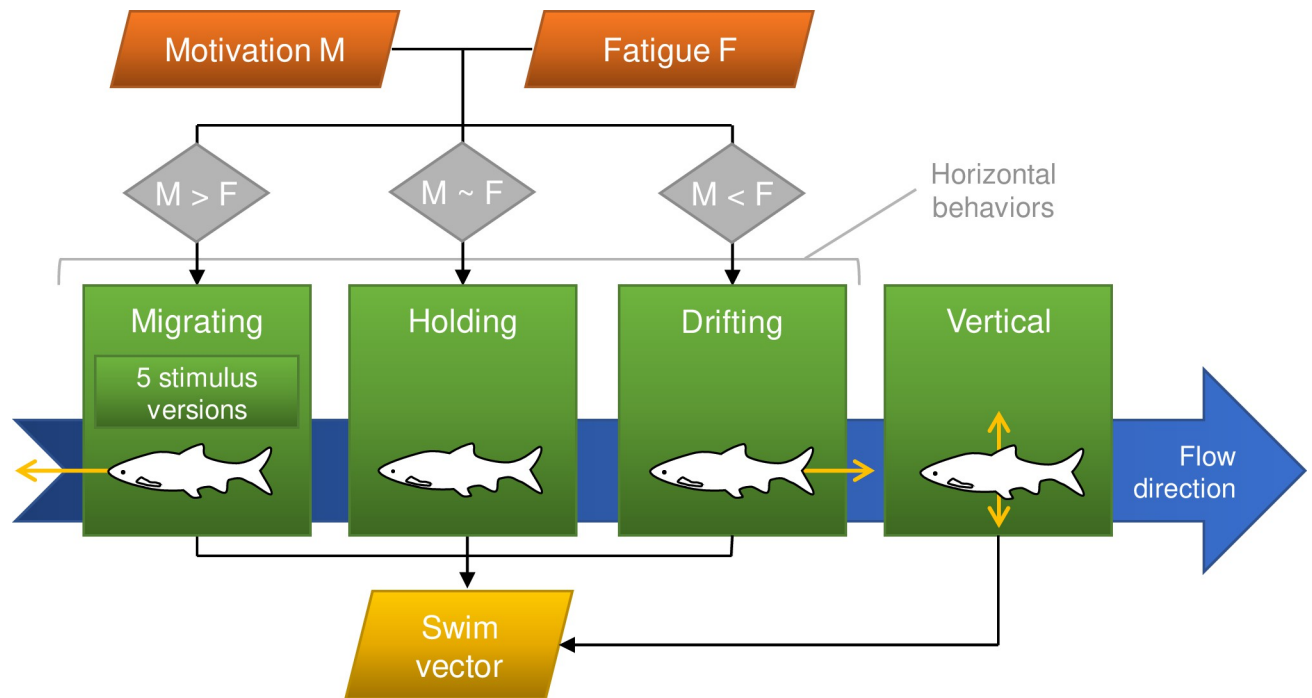 Motivation M
Fatigue F
M > F
M ~ F
M < F
Horizontal
behaviors
Migrating
Holding
Drifting
Vertical
5 stimulus
versions
Flow
direction
Swim
vector